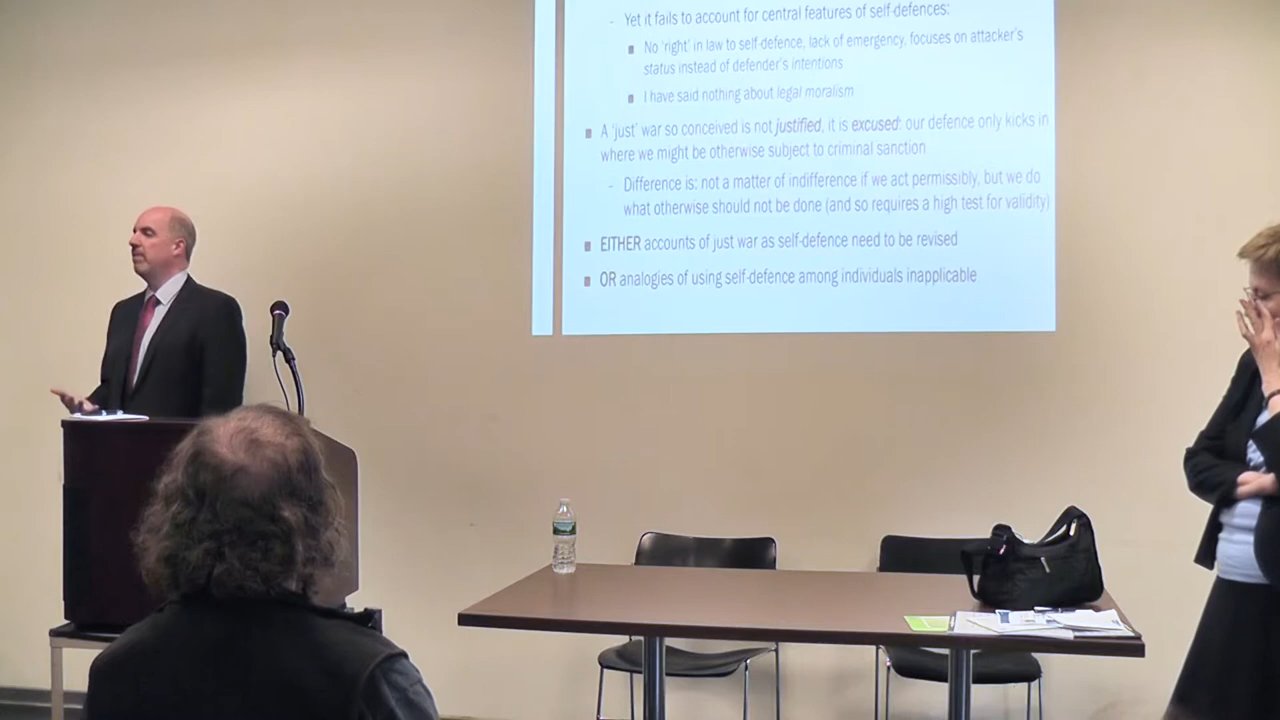 - Yet it fails to account for central features of self-defences:
■ No 'right' in law to self-defence, lack of emergency, focuses on attacker's
status instead of defender's intentions
■ I have said nothing about legal moralism
■ A 'just' war so conceived is not justified, it is excused: our defence only kicks in
where we might be otherwise subject to criminal sanction
- Difference is: not a matter of indifference if we act permissibly, but we do
what otherwise should not be done (and so requires a high test for validity)
■ EITHER accounts of just war as self-defence need to be revised
■ OR analogies of using self-defence among individuals inapplicable